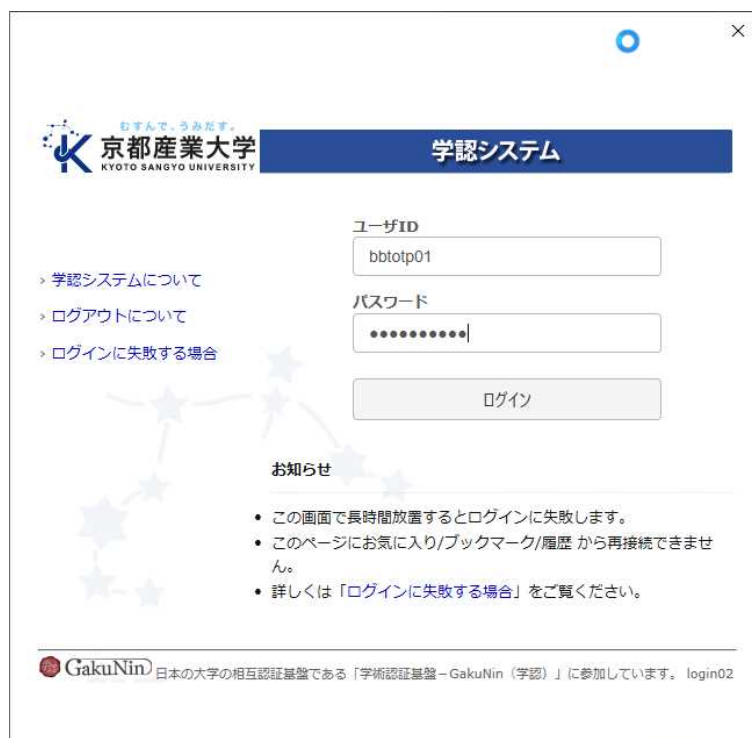 むすんで、うみだす。
京都産業大学
KYOTO SANGYO UNIVERSITY
学認システム
ユーザID
bbtotp01
› 学認システムについて
パスワード
› ログアウトについて
●●●●●●●●●●
› ログインに失敗する場合
ログイン
お知らせ
• この画面で長時間放置するとログインに失敗します。
• このページにお気に入り/ブックマーク/履歴 から再接続できませ
ん。
• 詳しくは「ログインに失敗する場合」をご覧ください。
GakuNin 日本の大学の相互認証基盤である「学術認証基盤－GakuNin（学認）」に参加しています。 login02